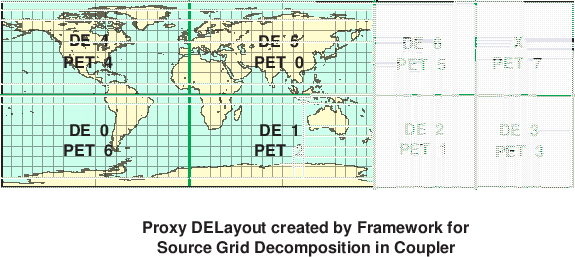 DE 4
PET 4
DE 5
PET 0
DE 6
PET 5
X
PET 7
DE 0
PET 6
DE 1
PET 2
DE 2
PET 1
DE 3
PET 3
Proxy DELayout created by Framework for
Source Grid Decomposition in Coupler